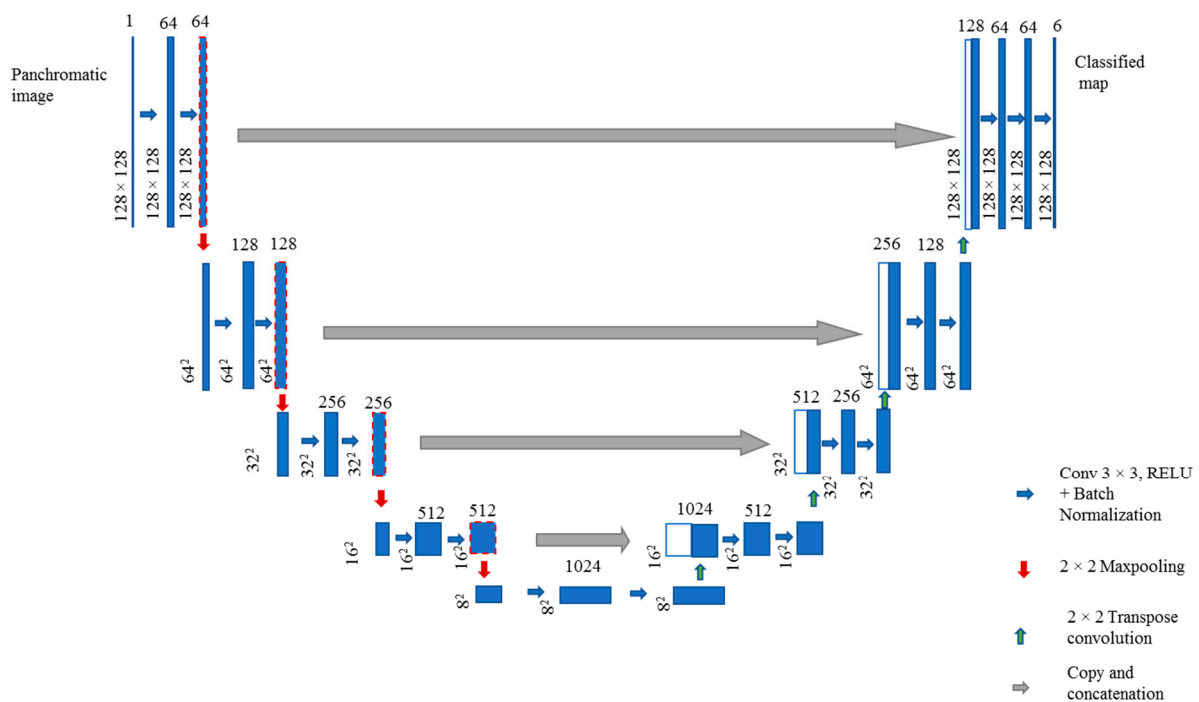 1 64 64
128 64 64 6
Panchromatic
image
Classified
map
128 × 128
128 × 128
128 × 128
128 × 128
128 × 128
128 × 128
128 × 128
128 128
256 128
64²
64²
64²
64²
64²
64²
256 256
512 256
32²
32²
32²
32²
32²
32²
512 512
1024 512
16²
16²
16²
16²
16²
16²
1024
8²
8²
8²
Conv 3 × 3, RELU
+ Batch
Normalization
2 × 2 Maxpooling
2 × 2 Transpose
convolution
Copy and
concatenation